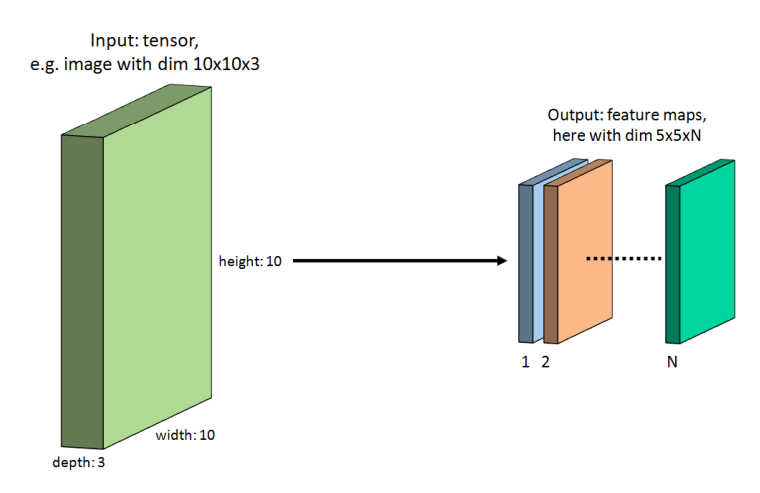 Input: tensor,
e.g. image with dim 10x10x3
Output: feature maps,
here with dim 5x5xN
height: 10
1 2
N
width: 10
depth: 3